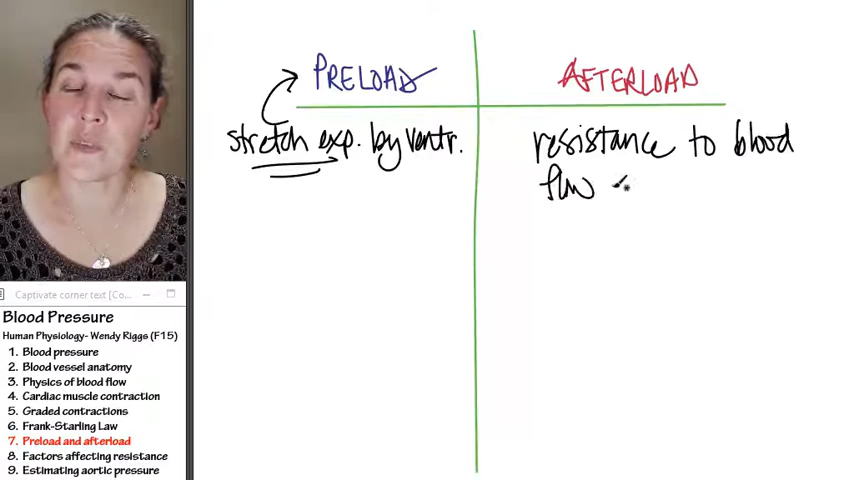 PRELOAD
AFTERLOAD
stretch exp. by ventr.
resistance to blood
flow
Captivate corner text [Co...
Blood Pressure
Human Physiology- Wendy Riggs (F15)
1. Blood pressure
2. Blood vessel anatomy
3. Physics of blood flow
4. Cardiac muscle contraction
5. Graded contractions
6. Frank-Starling Law
7. Preload and afterload
8. Factors affecting resistance
9. Estimating aortic pressure